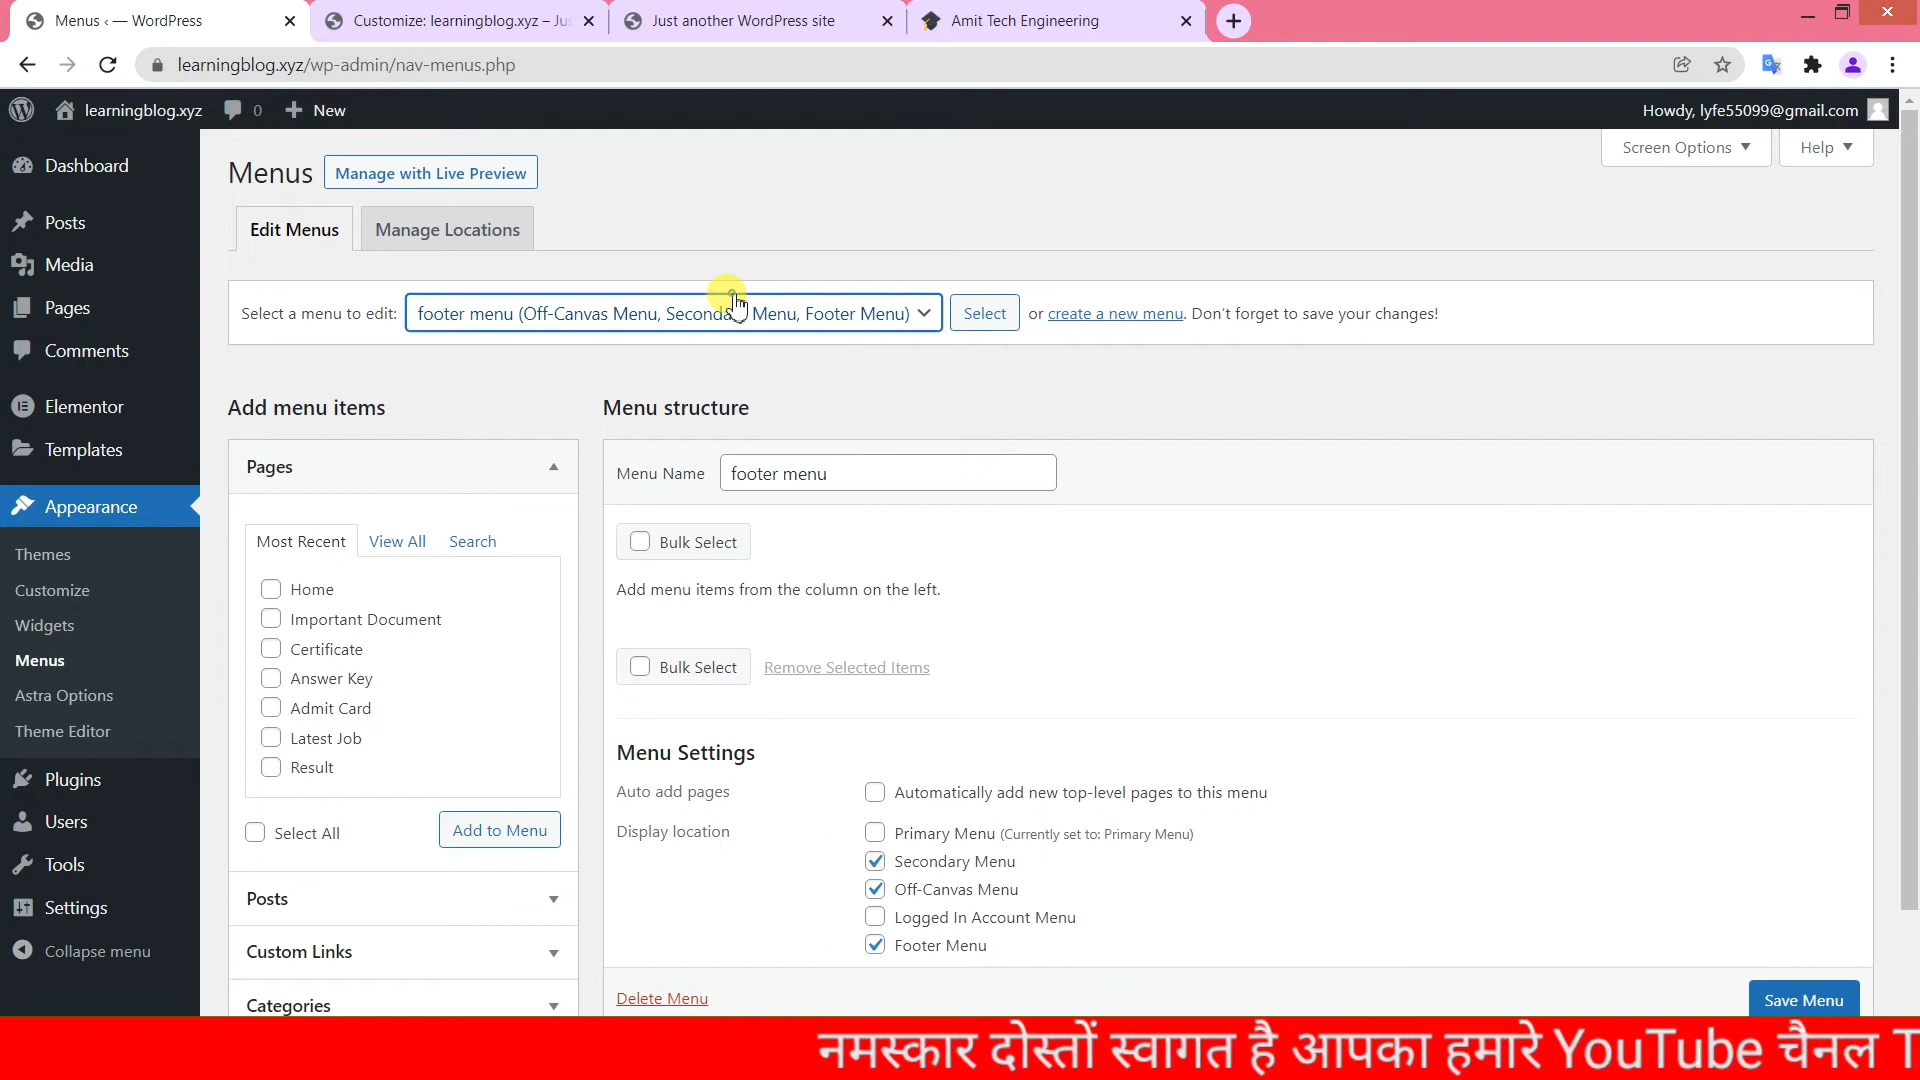 Menus ‹ — WordPress
Customize: learningblog.xyz – Jus
Just another WordPress site
Amit Tech Engineering
learningblog.xyz/wp-admin/nav-menus.php
learningblog.xyz
0
New
Howdy, lyfe55099@gmail.com
Screen Options
Help
Dashboard
Posts
Media
Pages
Comments
Elementor
Templates
Appearance
Themes
Customize
Widgets
Menus
Astra Options
Theme Editor
Plugins
Users
Tools
Settings
Collapse menu
Menus
Manage with Live Preview
Edit Menus
Manage Locations
Select a menu to edit: footer menu (Off-Canvas Menu, Secondary Menu, Footer Menu) Select or create a new menu. Don't forget to save your changes!
Add menu items
Pages
Most Recent View All Search
Home
Important Document
Certificate
Answer Key
Admit Card
Latest Job
Result
Select All
Add to Menu
Posts
Custom Links
Categories
Menu structure
Menu Name footer menu
Bulk Select
Add menu items from the column on the left.
Bulk Select Remove Selected Items
Menu Settings
Auto add pages
Automatically add new top-level pages to this menu
Display location
Primary Menu (Currently set to: Primary Menu)
Secondary Menu
Off-Canvas Menu
Logged In Account Menu
Footer Menu
Delete Menu
Save Menu
नमस्कार दोस्तों स्वागत है आपका हमारे YouTube चैनल T